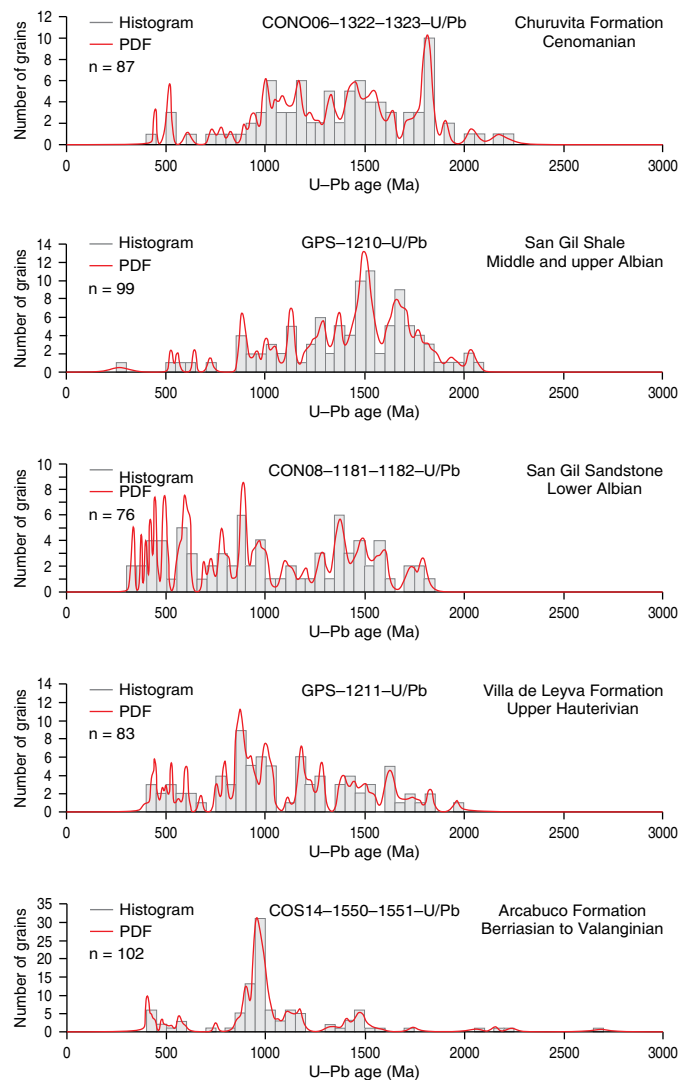 CONO06–1322–1323–U/Pb
Churuvita Formation
Cenomanian
Histogram
PDF
n = 87
Number of grains
12
10
8
6
4
2
0
0 500 1000 1500 2000 2500 3000
U–Pb age (Ma)
GPS–1210–U/Pb
San Gil Shale
Middle and upper Albian
Histogram
PDF
n = 99
Number of grains
14
12
10
8
6
4
2
0
0 500 1000 1500 2000 2500 3000
U–Pb age (Ma)
CON08–1181–1182–U/Pb
San Gil Sandstone
Lower Albian
Histogram
PDF
n = 76
Number of grains
10
8
6
4
2
0
0 500 1000 1500 2000 2500 3000
U–Pb age (Ma)
GPS–1211–U/Pb
Villa de Leyva Formation
Upper Hauterivian
Histogram
PDF
n = 83
Number of grains
14
12
10
8
6
4
2
0
0 500 1000 1500 2000 2500 3000
U–Pb age (Ma)
COS14–1550–1551–U/Pb
Arcabuco Formation
Berriasian to Valanginian
Histogram
PDF
n = 102
Number of grains
35
30
25
20
15
10
5
0
0 500 1000 1500 2000 2500 3000
U–Pb age (Ma)